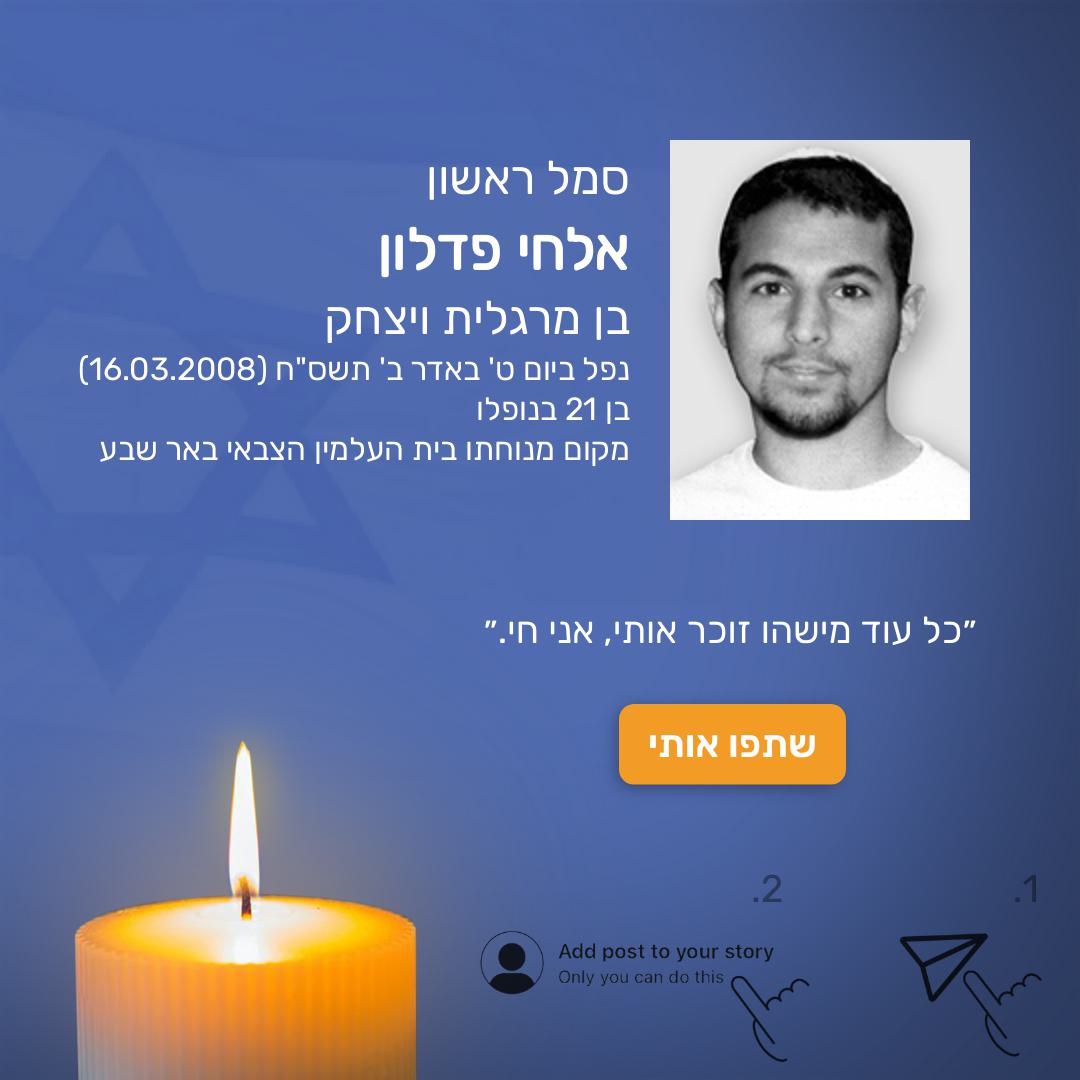 סמל ראשון
אלחי פדלון
בן מרגלית ויצחק
נפל ביום ט' באדר ב' תשס"ח (16.03.2008)
בן 21 בנופלו
מקום מנוחתו בית העלמין הצבאי באר שבע
״כל עוד מישהו זוכר אותי, אני חי.״
שתפו אותי
1.
2.
Add post to your story
Only you can do this